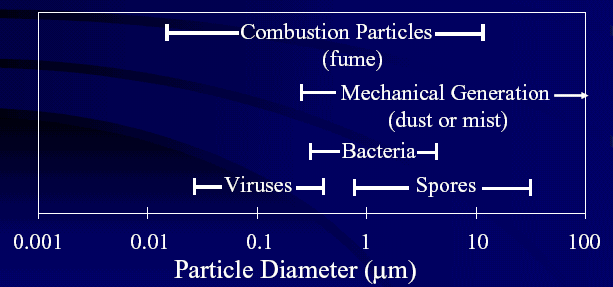 Combustion Particles
(fume)
Mechanical Generation
(dust or mist)
Bacteria
Viruses
Spores
0.001
0.01
0.1
1
10
100
Particle Diameter (μm)